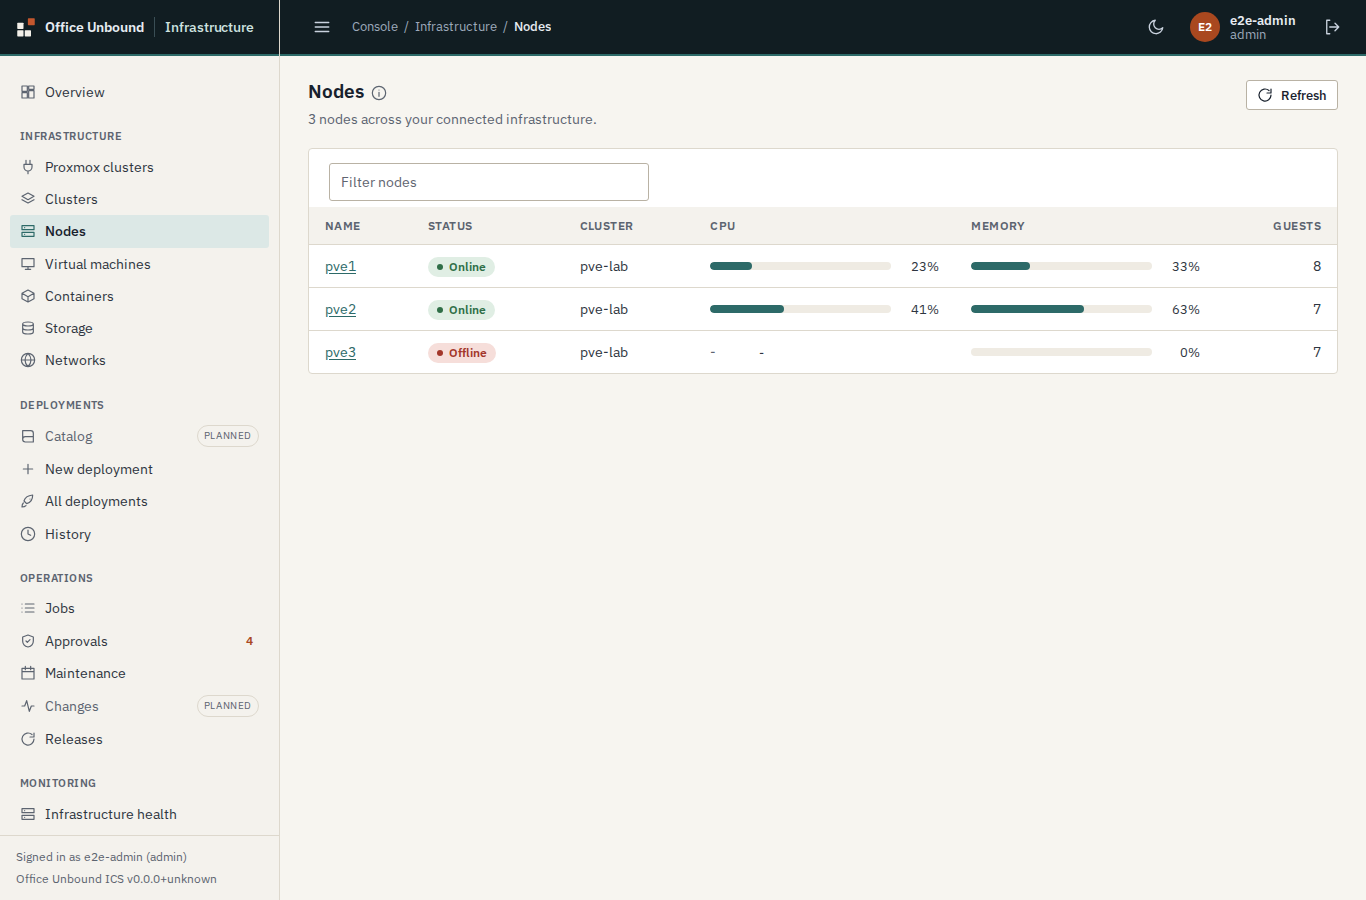 Office Unbound Infrastructure
Console / Infrastructure / Nodes
E2 e2e-admin
admin
Overview
INFRASTRUCTURE
Proxmox clusters
Clusters
Nodes
Virtual machines
Containers
Storage
Networks
DEPLOYMENTS
Catalog PLANNED
New deployment
All deployments
History
OPERATIONS
Jobs
Approvals 4
Maintenance
Changes PLANNED
Releases
MONITORING
Infrastructure health
Signed in as e2e-admin (admin)
Office Unbound ICS v0.0.0+unknown
Nodes
Refresh
3 nodes across your connected infrastructure.
Filter nodes
NAME STATUS CLUSTER CPU MEMORY GUESTS
pve1 Online pve-lab 23% 33% 8
pve2 Online pve-lab 41% 63% 7
pve3 Offline pve-lab - - 0% 7